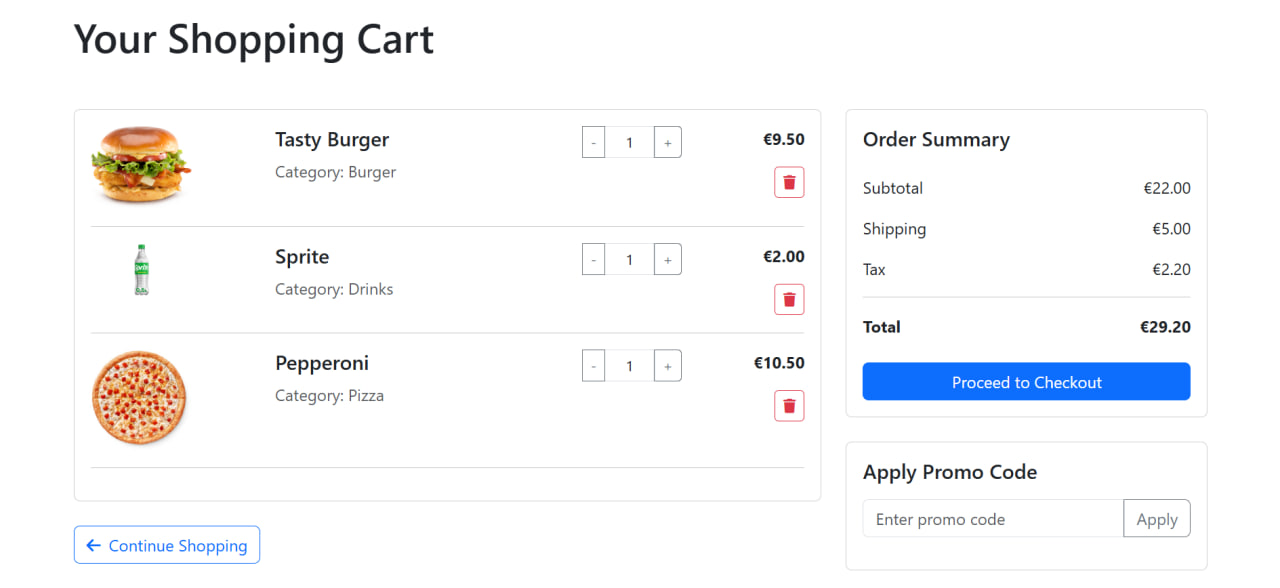 Your Shopping Cart
Tasty Burger
Category: Burger
- 1 +
€9.50
Sprite
Category: Drinks
- 1 +
€2.00
Pepperoni
Category: Pizza
- 1 +
€10.50
← Continue Shopping
Order Summary
Subtotal €22.00
Shipping €5.00
Tax €2.20
Total €29.20
Proceed to Checkout
Apply Promo Code
Enter promo code Apply